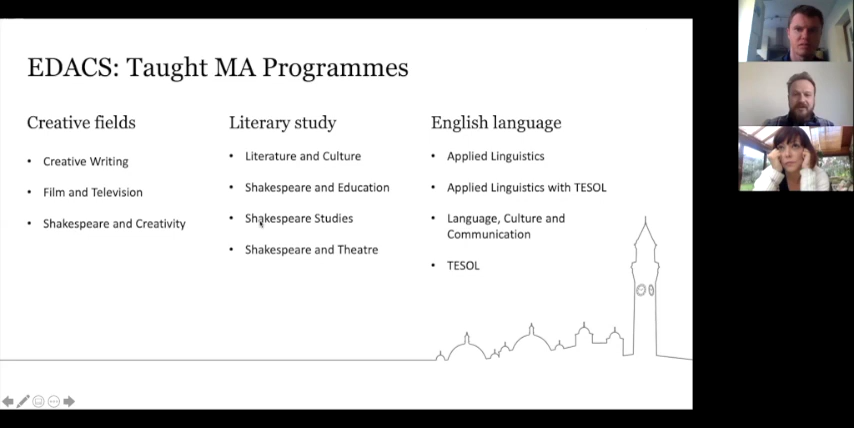 EDACS: Taught MA Programmes
Creative fields
Creative Writing
Film and Television
Shakespeare and Creativity
Literary study
Literature and Culture
Shakespeare and Education
Shakespeare Studies
Shakespeare and Theatre
English language
Applied Linguistics
Applied Linguistics with TESOL
Language, Culture and
Communication
TESOL